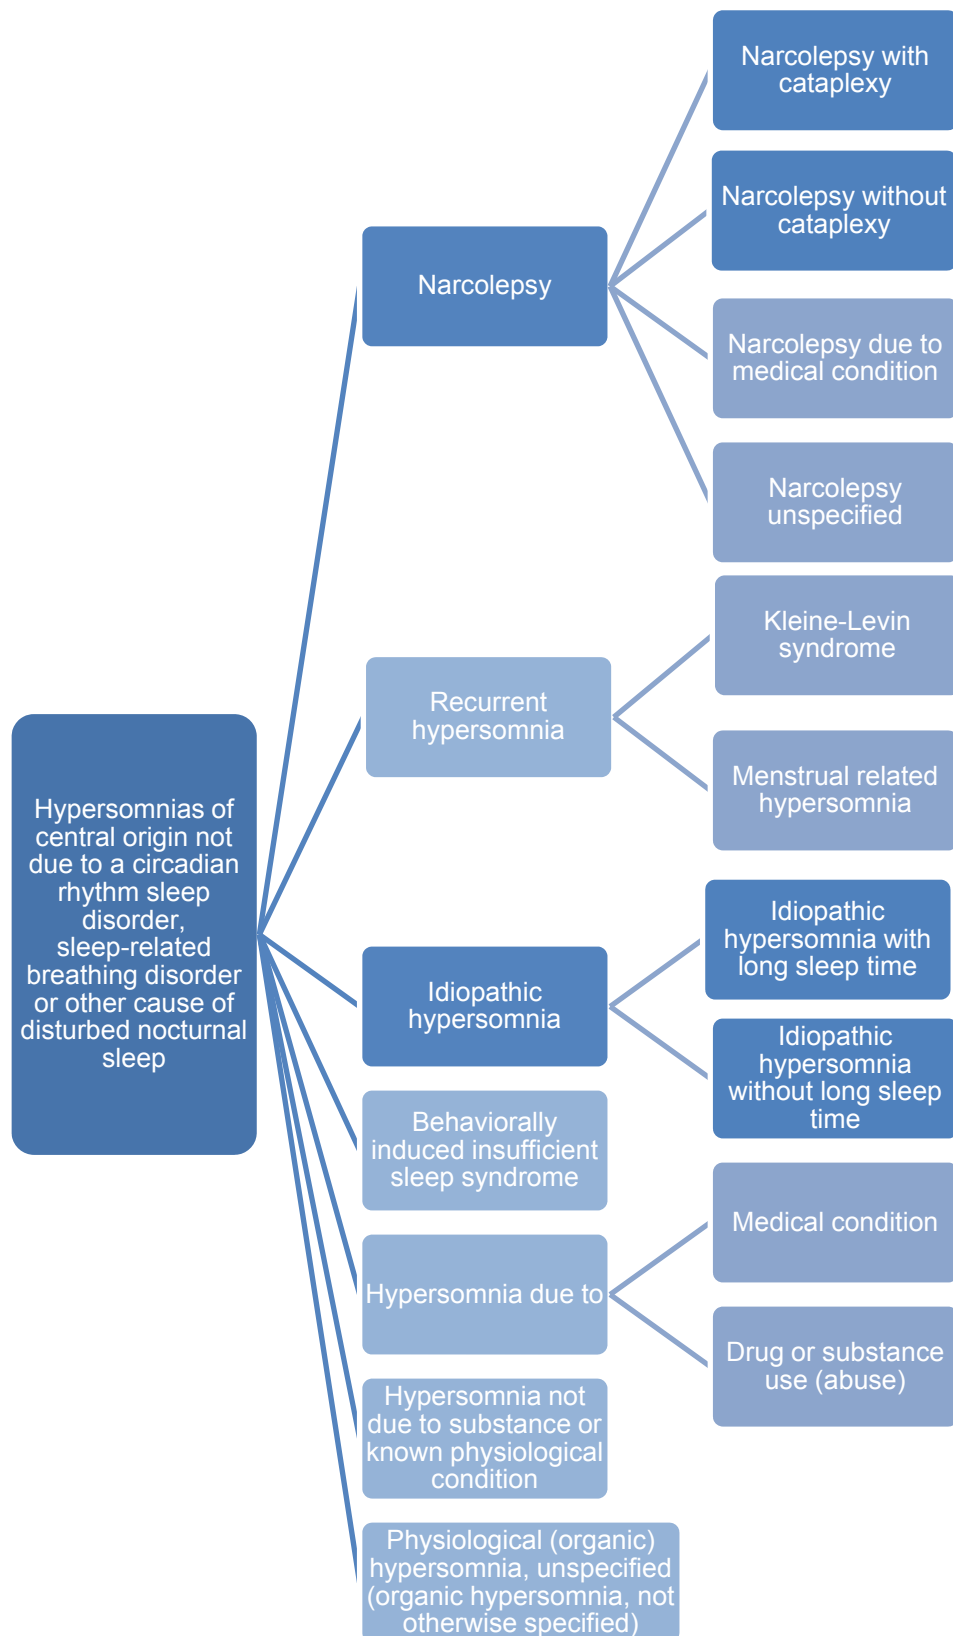 Narcolepsy with
cataplexy
Narcolepsy without
cataplexy
Narcolepsy
Narcolepsy due to
medical condition
Narcolepsy
unspecified
Kleine-Levin
syndrome
Recurrent
hypersomnia
Menstrual related
hypersomnia
Hypersomnias of
central origin not
due to a circadian
rhythm sleep
disorder,
sleep-related
breathing disorder
or other cause of
disturbed nocturnal
sleep
Idiopathic
hypersomnia with
long sleep time
Idiopathic
hypersomnia
Idiopathic
hypersomnia
without long sleep
time
Behaviorally
induced insufficient
sleep syndrome
Medical condition
Hypersomnia due to
Drug or substance
use (abuse)
Hypersomnia not
due to substance or
known physiological
condition
Physiological (organic)
hypersomnia, unspecified
(organic hypersomnia, not
otherwise specified)